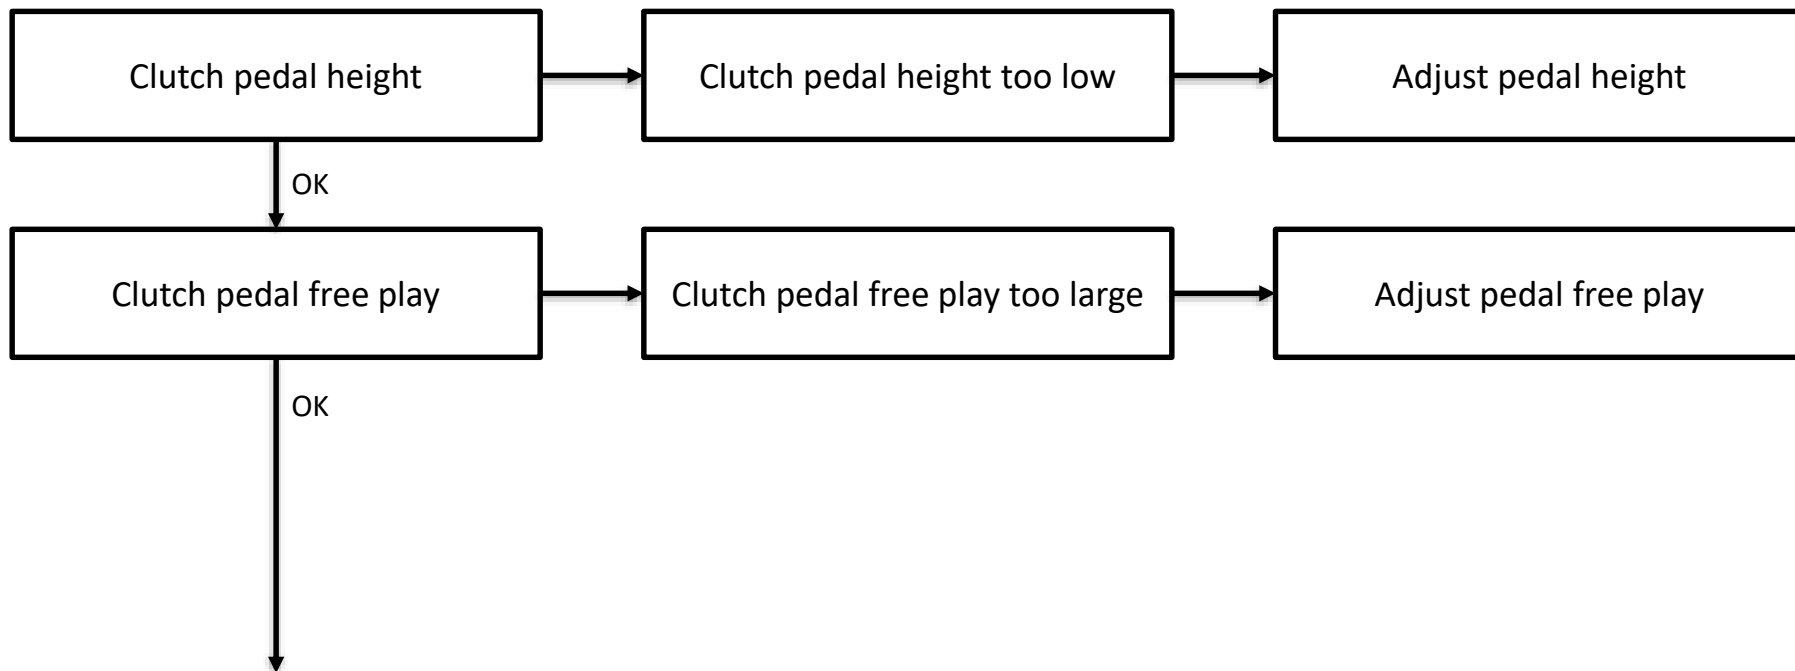 Clutch pedal height
Clutch pedal height too low
Adjust pedal height
OK
Clutch pedal free play
Clutch pedal free play too large
Adjust pedal free play
OK